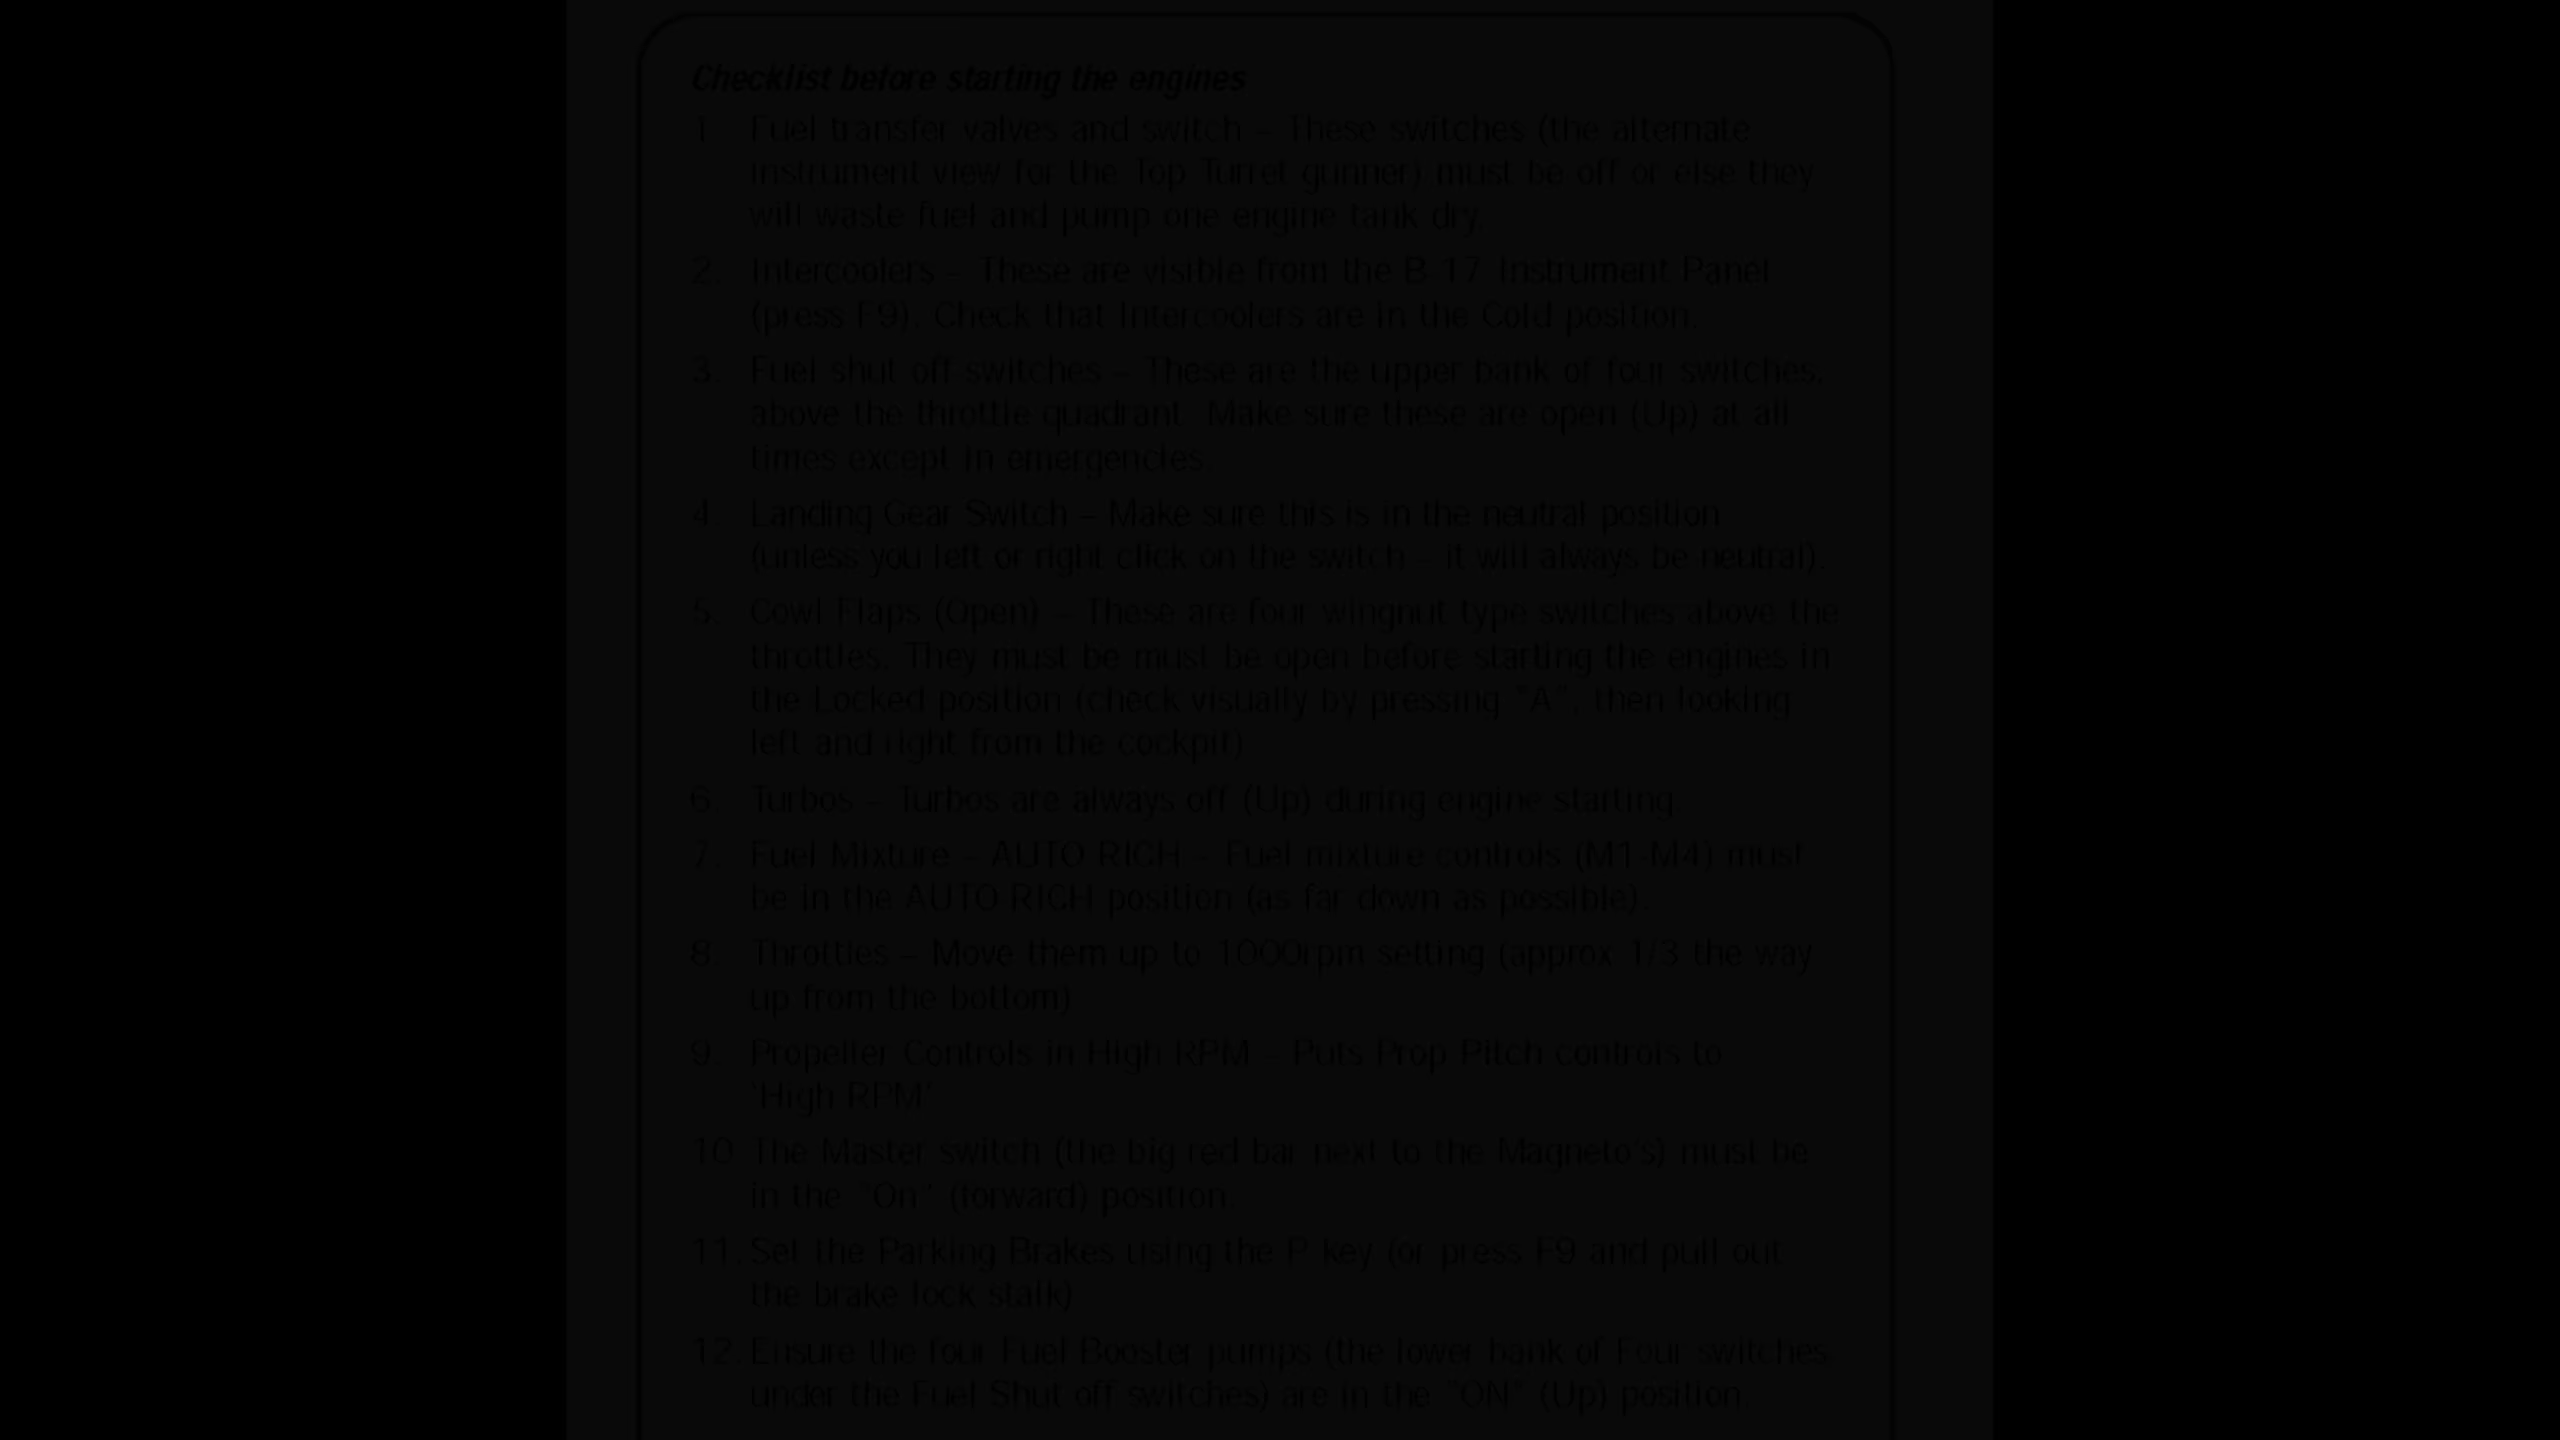 Checklist before starting the engines
1. Fuel transfer valves and switch – These switches (the alternate
instrument view for the Top Turret gunner) must be off or else they
will waste fuel and pump one engine tank dry.
2. Intercoolers – These are visible from the B-17 Instrument Panel
(press F9). Check that Intercoolers are in the Cold position.
3. Fuel shut off switches – These are the upper bank of four switches,
above the throttle quadrant. Make sure these are open (Up) at all
times except in emergencies.
4. Landing Gear Switch – Make sure this is in the neutral position
(unless you left or right click on the switch – it will always be neutral).
5. Cowl Flaps (Open) – These are four wingnut type switches above the
throttles. They must be must be open before starting the engines in
the Locked position (check visually by pressing "A", then looking
left and right from the cockpit)
6. Turbos – Turbos are always off (Up) during engine starting.
7. Fuel Mixture – AUTO RICH – Fuel mixture controls (M1-M4) must
be in the AUTO-RICH position (as far down as possible).
8. Throttles – Move them up to 1000rpm setting (approx 1/3 the way
up from the bottom)
9. Propeller Controls in High RPM – Puts Prop Pitch controls to
'High RPM'
10. The Master switch (the big red bar next to the Magneto's) must be
in the "On" (forward) position.
11. Set the Parking Brakes using the P key (or press F9 and pull out
the brake lock stalk)
12. Ensure the four Fuel Booster pumps (the lower bank of Four switches
under the Fuel Shut off switches) are in the "ON" (Up) position.